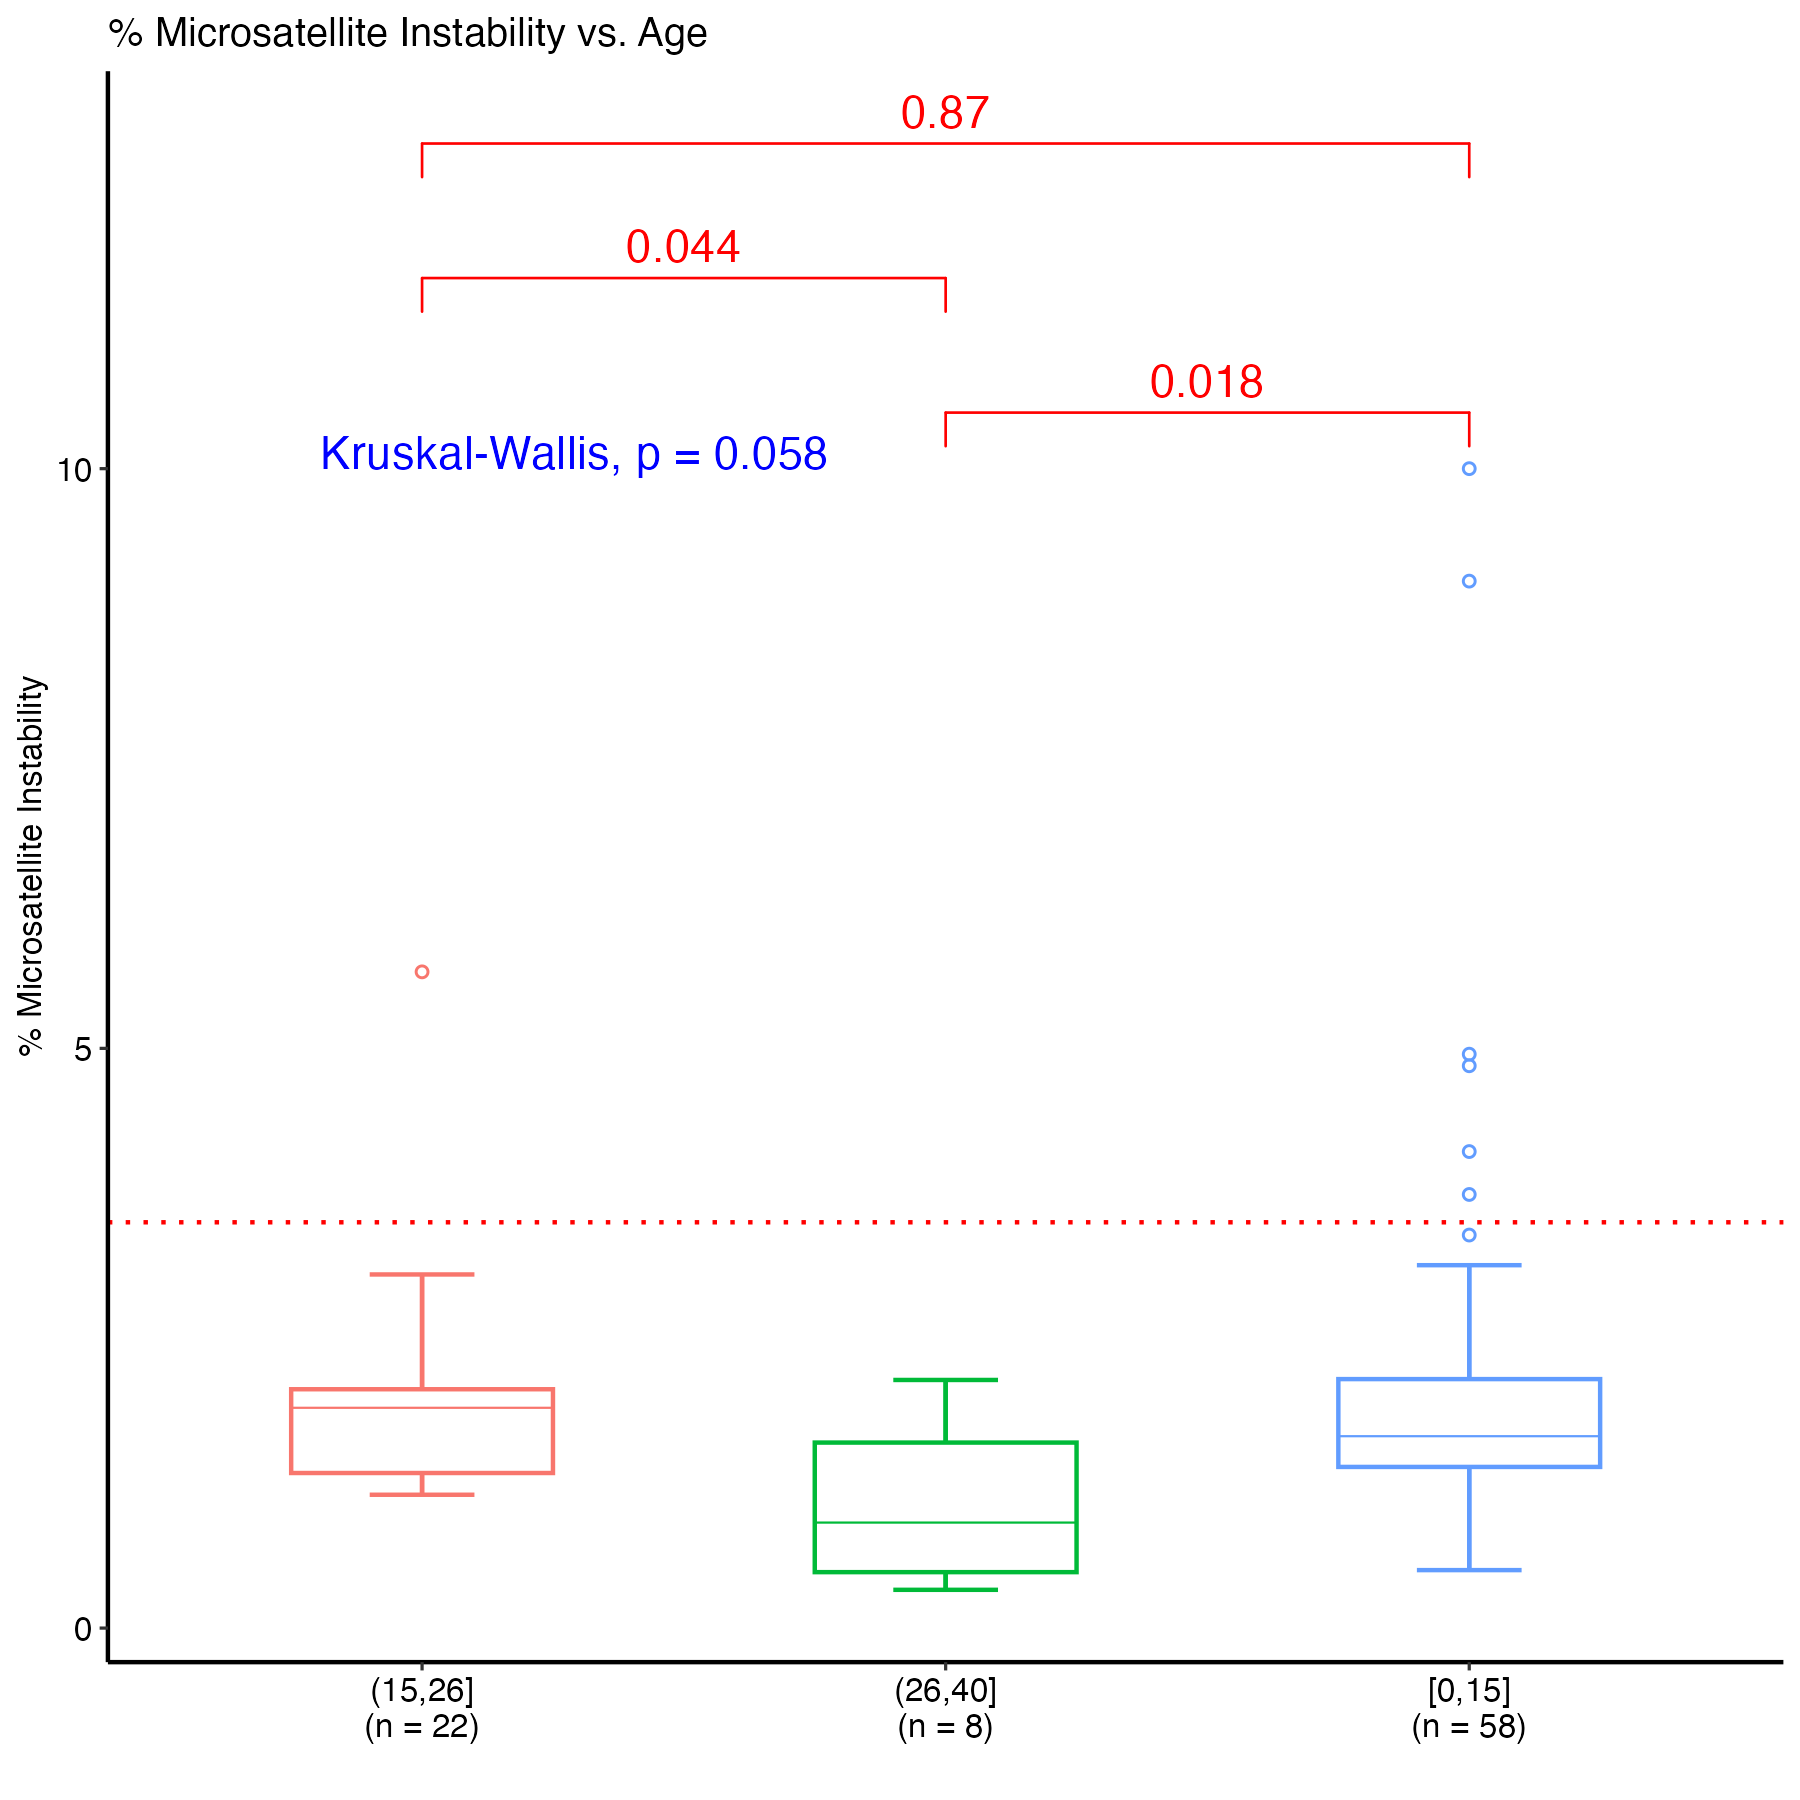 % Microsatellite Instability vs. Age
0.87
0.044
0.018
Kruskal-Wallis, p = 0.058
% Microsatellite Instability
10
5
0
(15,26]
(n = 22)
(26,40]
(n = 8)
[0,15]
(n = 58)